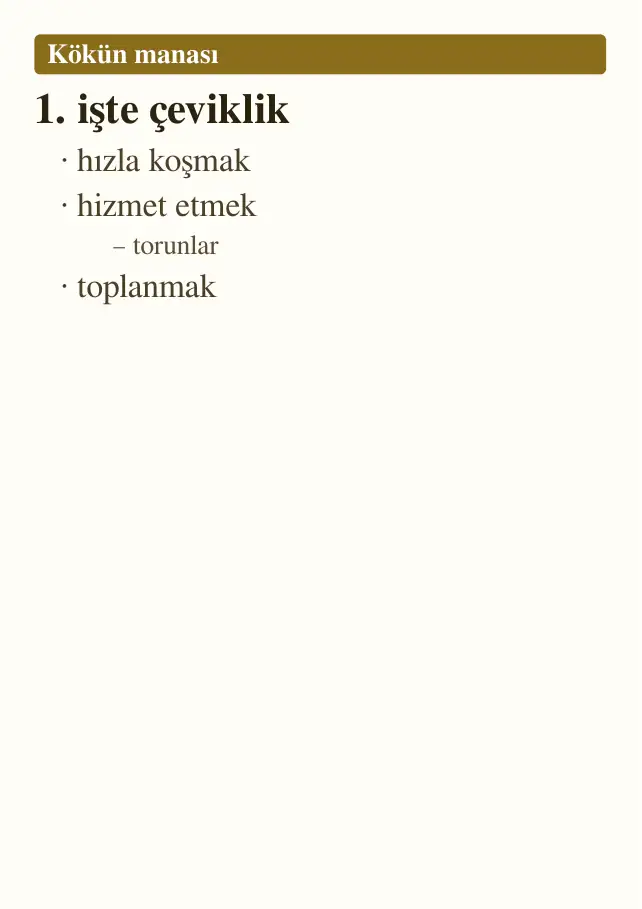 Kökün manası
1. işte çeviklik
· hızla koşmak
· hizmet etmek
– torunlar
· toplanmak